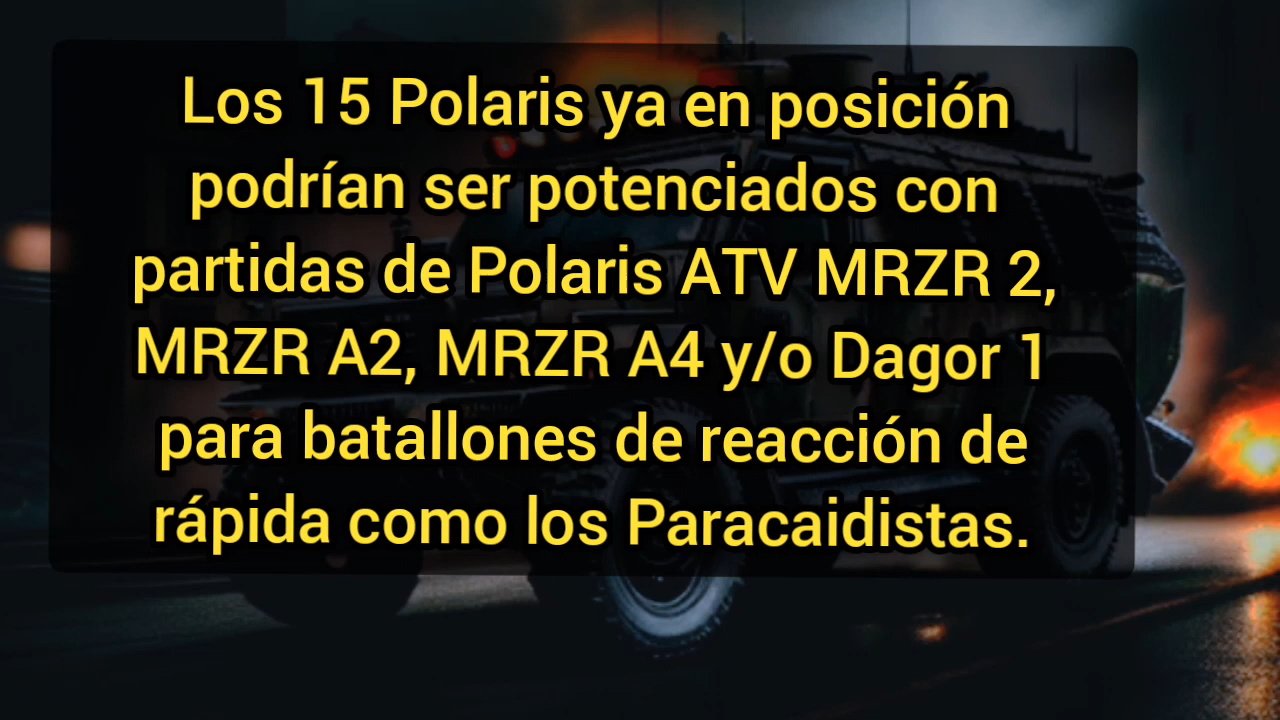 Los 15 Polaris ya en posición
podrían ser potenciados con
partidas de Polaris ATV MRZR 2,
MRZR A2, MRZR A4 y/o Dagor 1
para batallones de reacción de
rápida como los Paracaidistas.